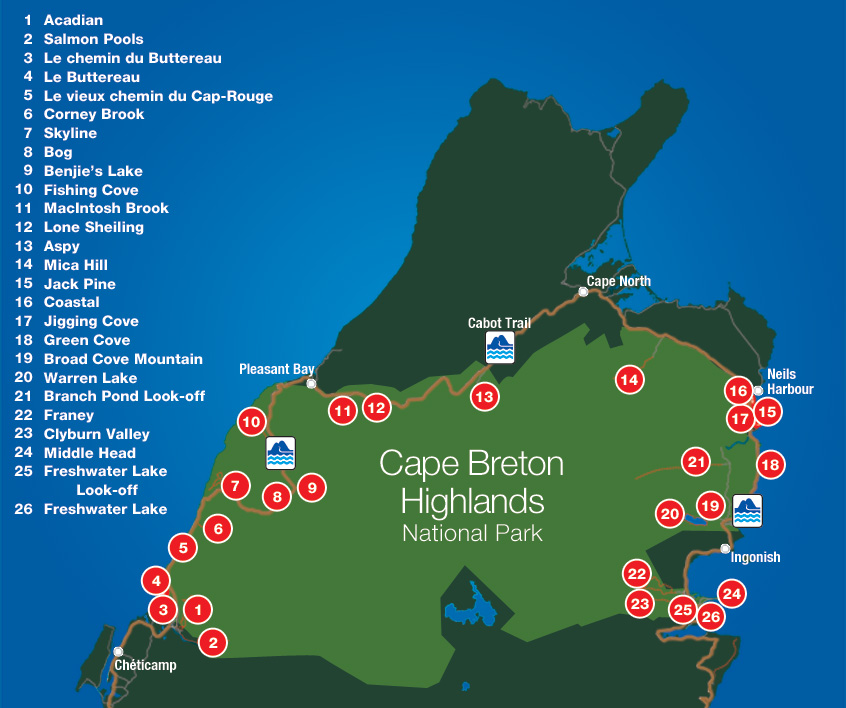 1 Acadian
2 Salmon Pools
3 Le chemin du Buttereau
4 Le Buttereau
5 Le vieux chemin du Cap-Rouge
6 Corney Brook
7 Skyline
8 Bog
9 Benjie's Lake
10 Fishing Cove
11 MacIntosh Brook
12 Lone Sheiling
13 Aspy
14 Mica Hill
15 Jack Pine
16 Coastal
17 Jigging Cove
18 Green Cove
19 Broad Cove Mountain
20 Warren Lake
21 Branch Pond Look-off
22 Franey
23 Clyburn Valley
24 Middle Head
25 Freshwater Lake
Look-off
26 Freshwater Lake
Cape North
Cabot Trail
Pleasant Bay
Neils
Harbour
14
16
13
11
12
15
17
10
Cape Breton
Highlands
National Park
21
18
7
8
9
19
20
6
5
Ingonish
22
4
24
23
3
1
25
26
2
Chéticamp